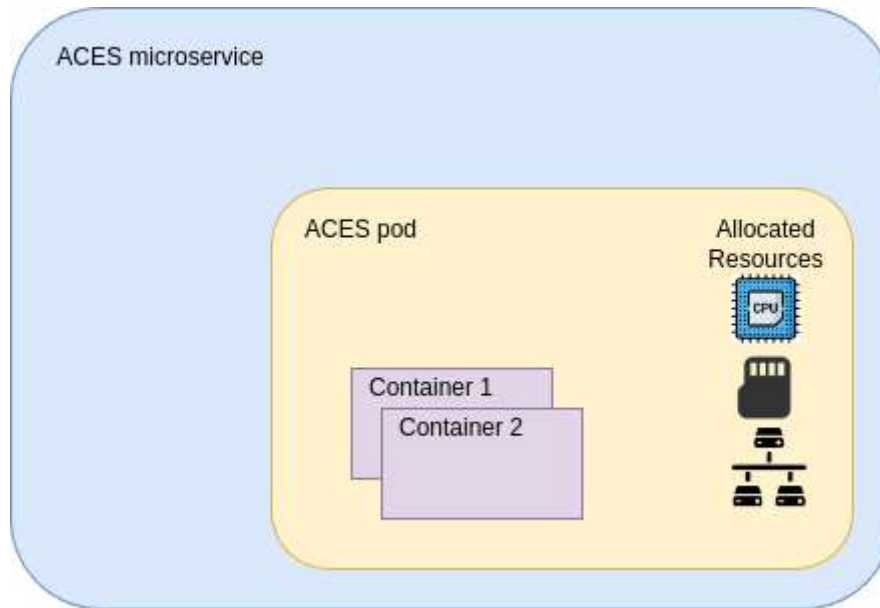 ACES microservice
ACES pod
Allocated
Resources
CPU
Container 1
Container 2